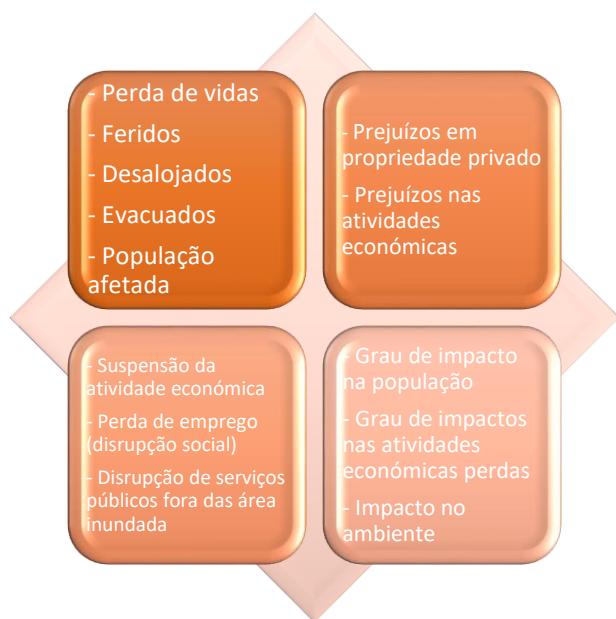 - Perda de vidas
- Feridos
- Desalojados
- Evacuados
- População
afetada
- Prejuízos em
propriedade privado
- Prejuízos nas
atividades
económicas
- Suspensão da
atividade económica
- Perda de emprego
(disrupção social)
- Disrupção de serviços
públicos fora das área
inundada
- Grau de impacto
na população
- Grau de impactos
nas atividades
económicas perdas
- Impacto no
ambiente